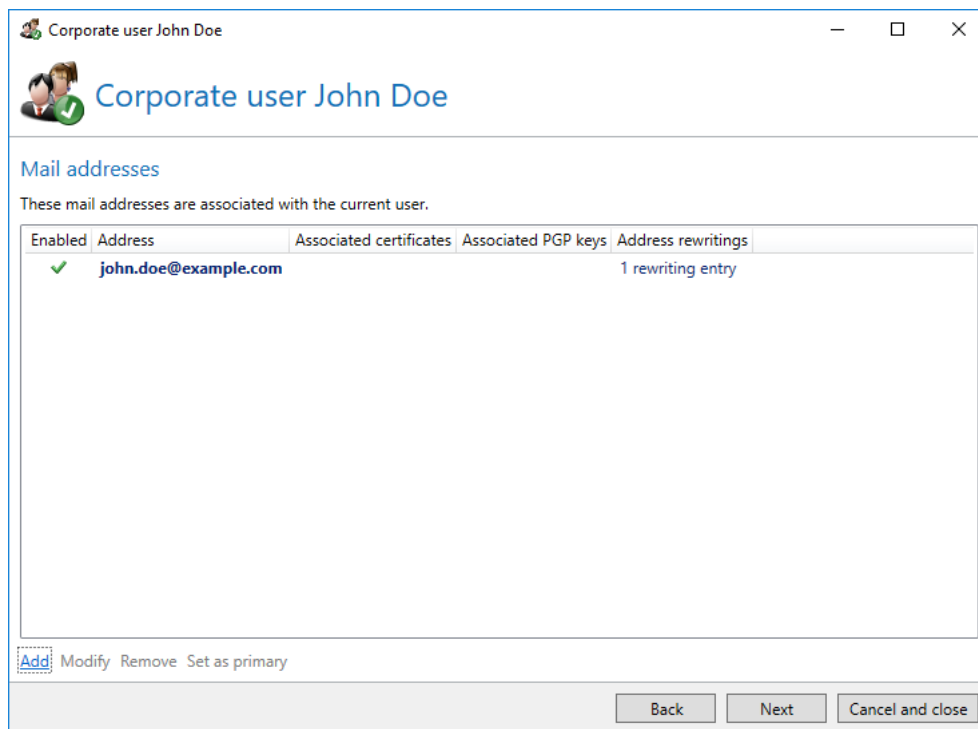 Corporate user John Doe
Corporate user John Doe
Mail addresses
These mail addresses are associated with the current user.
Enabled Address Associated certificates Associated PGP keys Address rewritings
john.doe@example.com 1 rewriting entry
Add Modify Remove Set as primary
Back Next Cancel and close